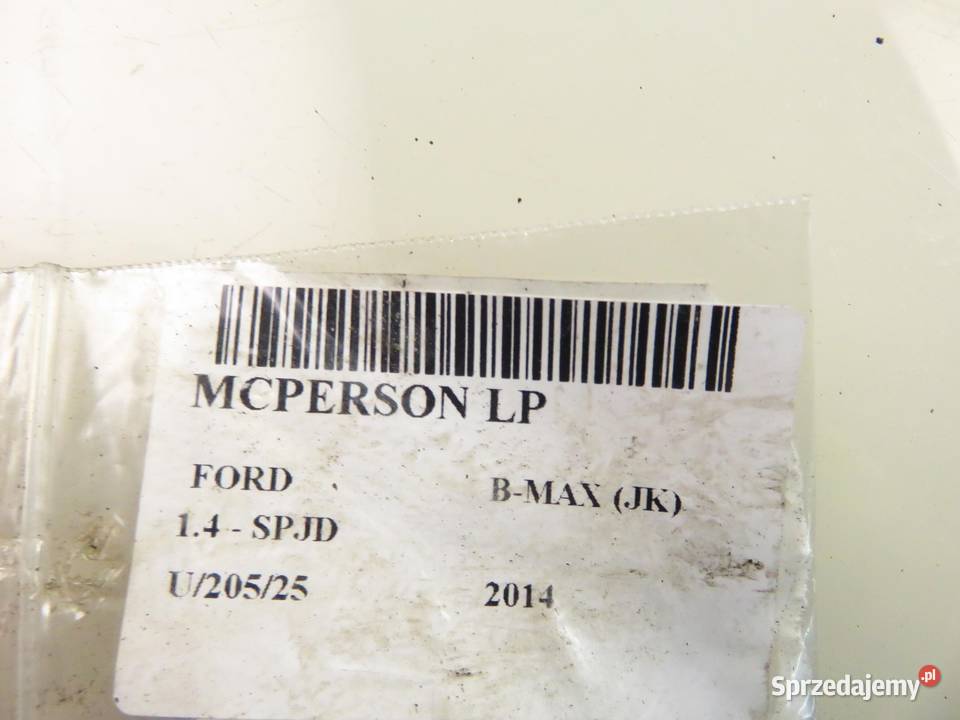 MCPERSON LP
FORD B-MAX (JK)
1.4 - SPJD
U/205/25 2014
Sprzedajemy.pl